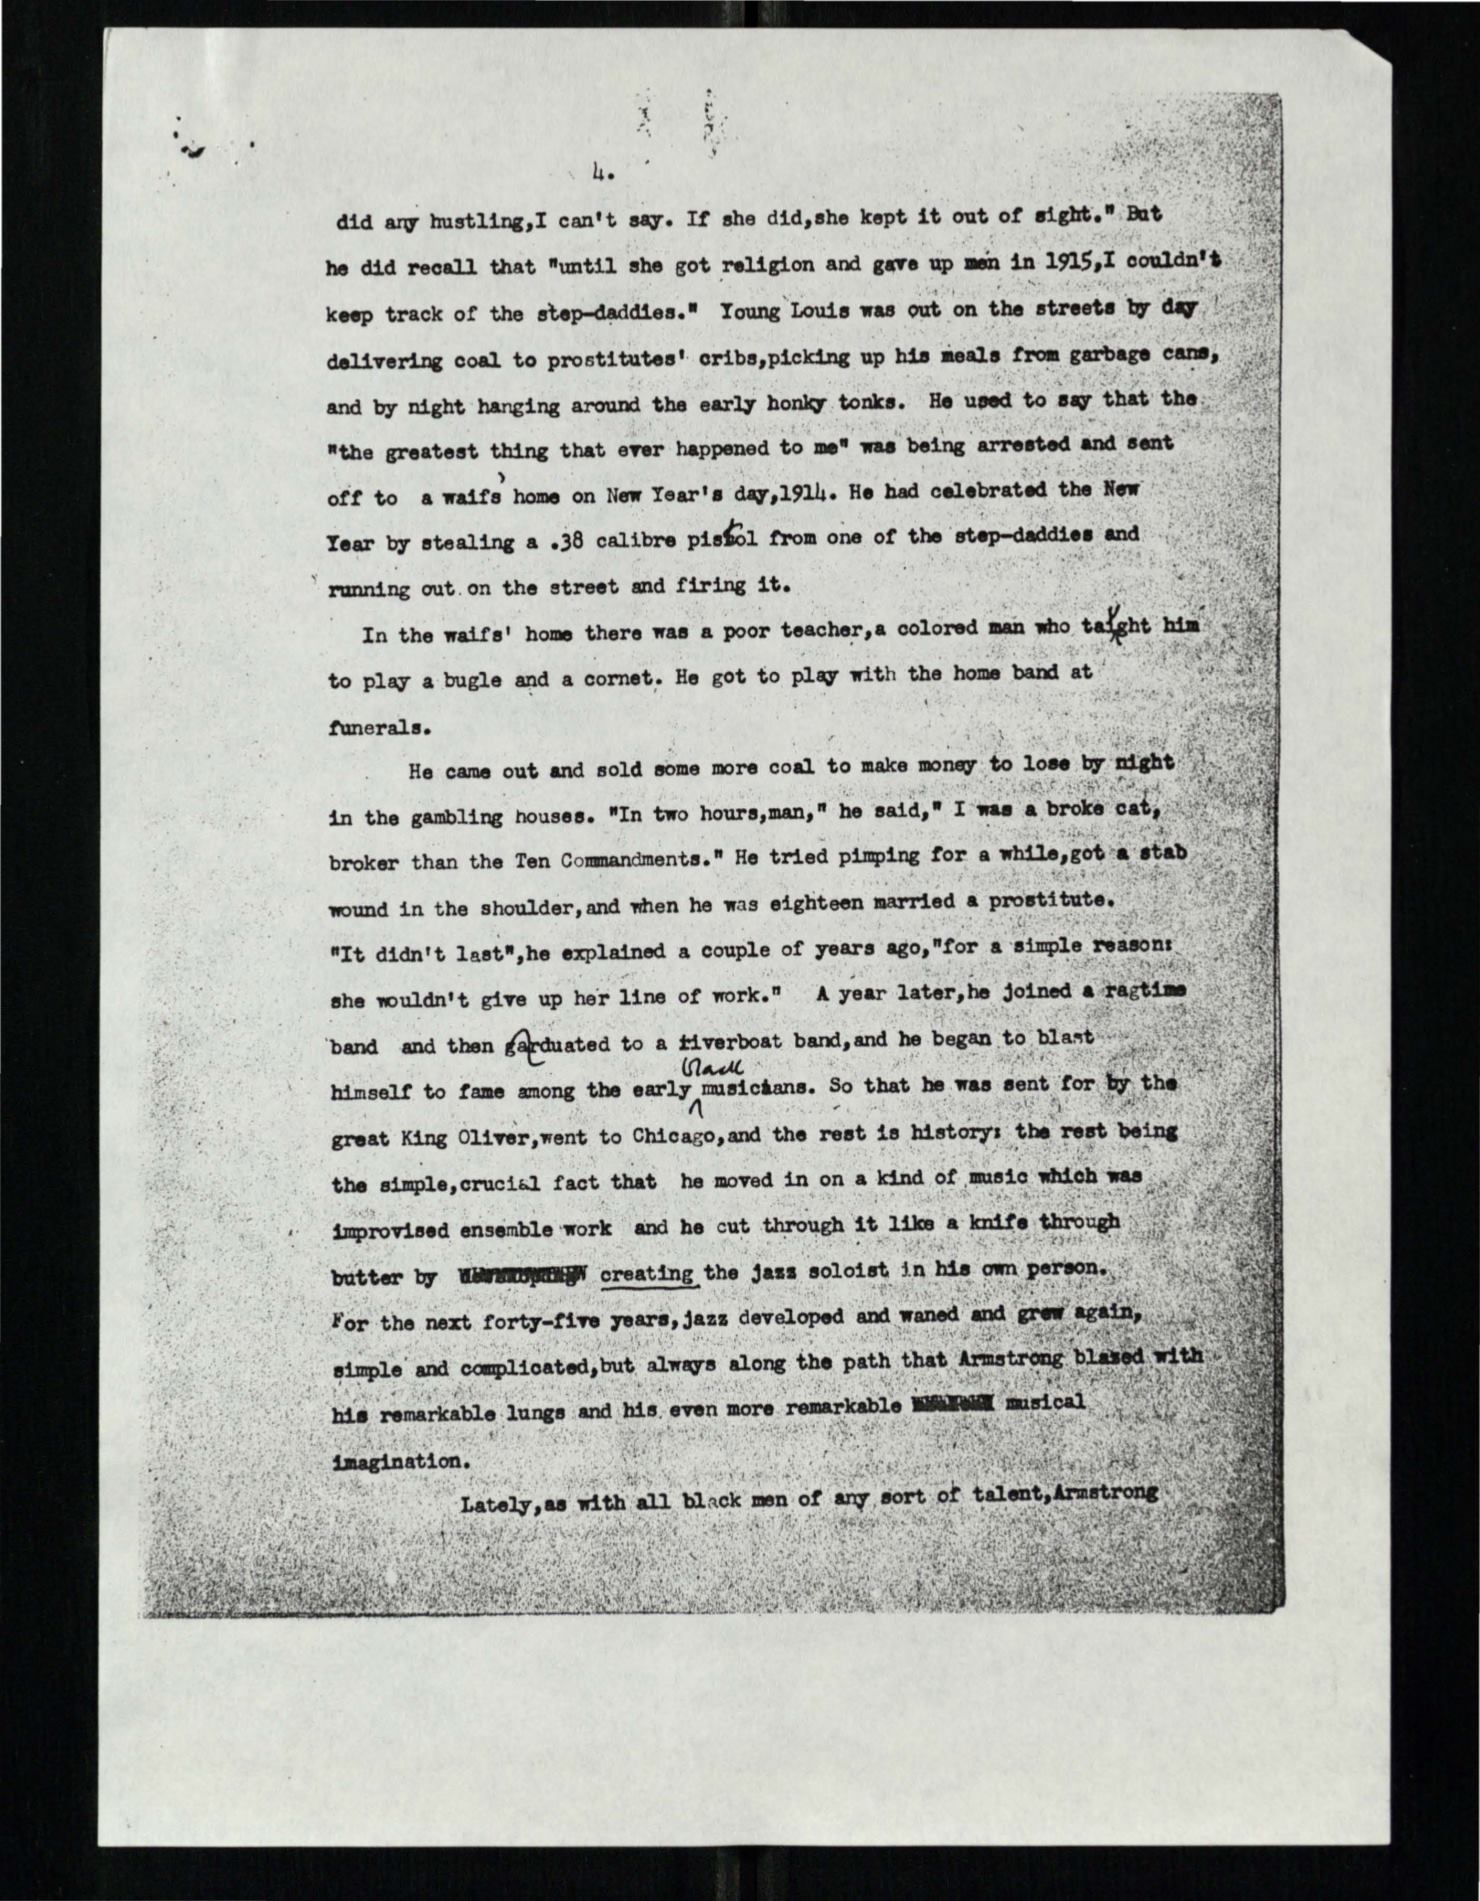 4.
did any hustling,I can't say. If she did,she kept it out of sight." But
he did recall that "until she got religion and gave up men in 1915,I couldn't
keep track of the step-daddies." Young Louis was out on the streets by day
delivering coal to prostitutes' cribs,picking up his meals from garbage cans,
and by night hanging around the early honky tonks. He used to say that the
"the greatest thing that ever happened to me" was being arrested and sent
off to a waifs' home on New Year's day,1914. He had celebrated the New
Year by stealing a .38 calibre pistol from one of the step-daddies and
running out on the street and firing it.
In the waifs' home there was a poor teacher,a colored man who taught him
to play a bugle and a cornet. He got to play with the home band at
funerals.
He came out and sold some more coal to make money to lose by night
in the gambling houses. "In two hours,man," he said," I was a broke cat,
broker than the Ten Commandments." He tried pimping for a while,got a stab
wound in the shoulder,and when he was eighteen married a prostitute.
"It didn't last",he explained a couple of years ago,"for a simple reason:
she wouldn't give up her line of work." A year later,he joined a ragtime
band and then garduated to a riverboat band,and he began to blast
himself to fame among the early black musicians. So that he was sent for by the
great King Oliver,went to Chicago,and the rest is history: the rest being
the simple,crucial fact that he moved in on a kind of music which was
improvised ensemble work and he cut through it like a knife through
butter by creating the jazz soloist in his own person.
For the next forty-five years,jazz developed and waned and grew again,
simple and complicated,but always along the path that Armstrong blazed with
his remarkable lungs and his even more remarkable musical
imagination.
Lately,as with all black men of any sort of talent,Armstrong